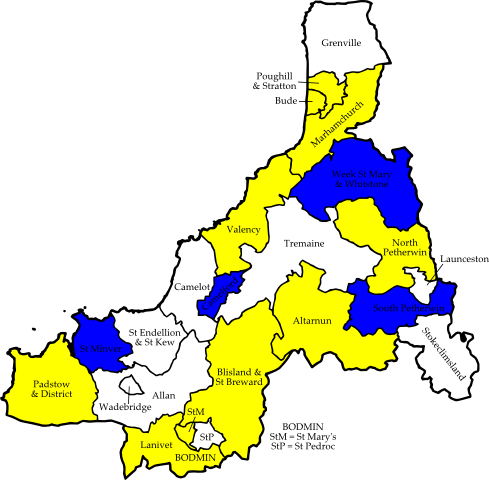 Grenville
Poughill
& Stratton
Bude
Marhamchurch
Week St Mary
& Whitstone
Valency
Tremaine
North
Petherwin
Launceston
Camelot
Camelford
South Petherwin
St Endellion
& St Kew
Altarnun
St Minver
Stokeclimsland
Blisland &
St Breward
Padstow
& District
Allan
Wadebridge
StM
StP
Lanivet
BODMIN
BODMIN
StM = St Mary's
StP = St Pedroc